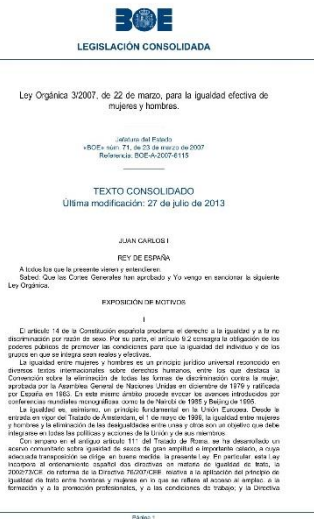 BOE
LEGISLACIÓN CONSOLIDADA
Ley Orgánica 3/2007, de 22 de marzo, para la igualdad efectiva de
mujeres y hombres.
Jefatura del Estado
«BOE» núm. 71, de 23 de marzo de 2007
Referencia: BOE-A-2007-6115
TEXTO CONSOLIDADO
Última modificación: 27 de julio de 2013
JUAN CARLOS I
REY DE ESPAÑA
A todos los que la presente vieren y entendieren.
Sabed: Que las Cortes Generales han aprobado y Yo vengo en sancionar la siguiente
Ley Orgánica.
EXPOSICIÓN DE MOTIVOS
I
El artículo 14 de la Constitución española proclama el derecho a la igualdad y a la no
discriminación por razón de sexo. Por su parte, el artículo 9.2 consagra la obligación de los
poderes públicos de promover las condiciones para que la igualdad del individuo y de los
grupos en que se integra sean reales y efectivas.
La igualdad entre mujeres y hombres es un principio jurídico universal reconocido en
diversos textos internacionales sobre derechos humanos, entre los que destaca la
Convención sobre la eliminación de todas las formas de discriminación contra la mujer,
aprobada por la Asamblea General de Naciones Unidas en diciembre de 1979 y ratificada
por España en 1983. En este mismo ámbito procede evocar los avances introducidos por
conferencias mundiales monográficas, como la de Nairobi de 1985 y Beijing de 1995.
La igualdad es, asimismo, un principio fundamental en la Unión Europea. Desde la
entrada en vigor del Tratado de Ámsterdam, el 1 de mayo de 1999, la igualdad entre mujeres
y hombres y la eliminación de las desigualdades entre unas y otros son un objetivo que debe
integrarse en todas las políticas y acciones de la Unión y de sus miembros.
Con amparo en el antiguo artículo 111 del Tratado de Roma, se ha desarrollado un
acervo comunitario sobre igualdad de sexos de gran amplitud e importante calado, a cuya
adecuada transposición se dirige, en buena medida, la presente Ley. En particular, esta Ley
incorpora al ordenamiento español dos directivas en materia de igualdad de trato, la
2002/73/CE, de reforma de la Directiva 76/207/CEE, relativa a la aplicación del principio de
igualdad de trato entre hombres y mujeres en lo que se refiere al acceso al empleo, a la
formación y a la promoción profesionales, y a las condiciones de trabajo; y la Directiva
Página 1